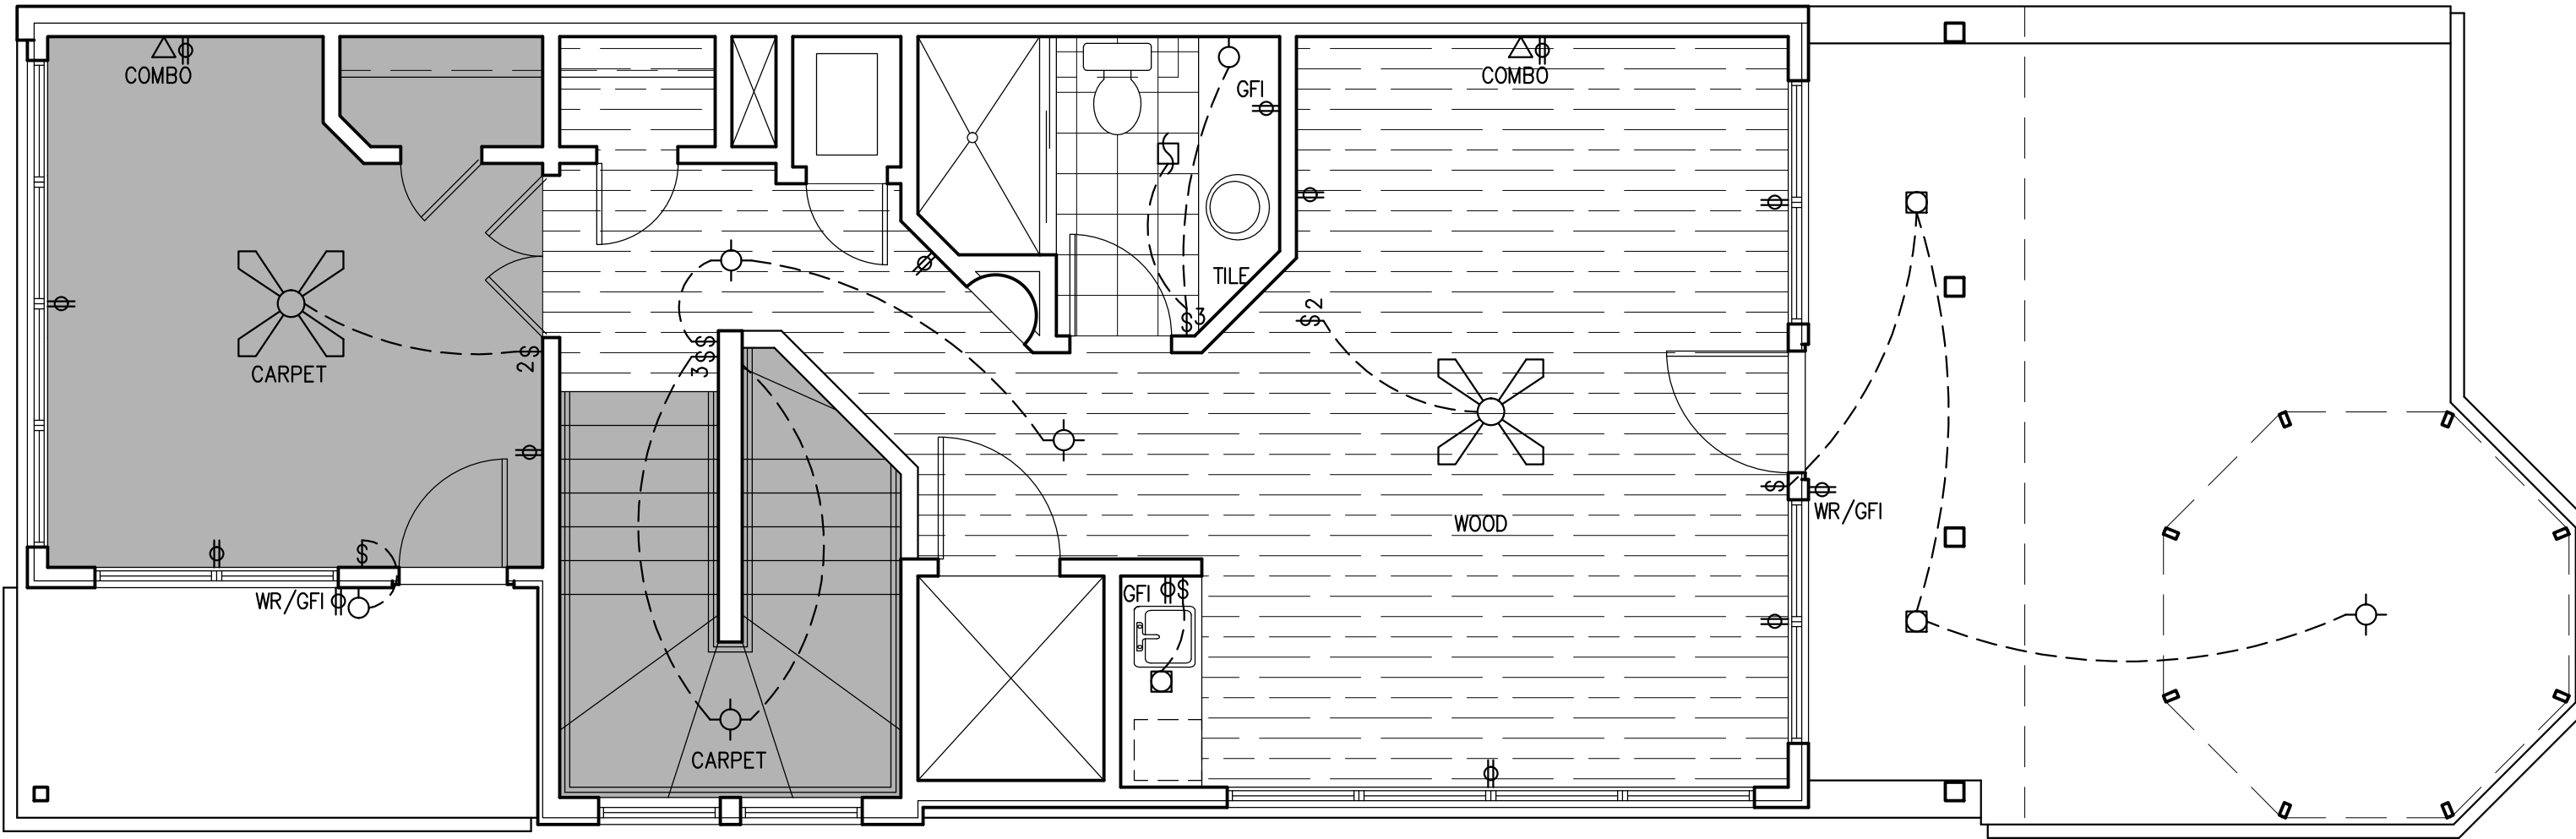 COMBO
COMBO
GFI
TILE
$2
$3
CARPET
2$
3$$
WOOD
$
WR/GFI
$
WR/GFI
GFI
$
CARPET